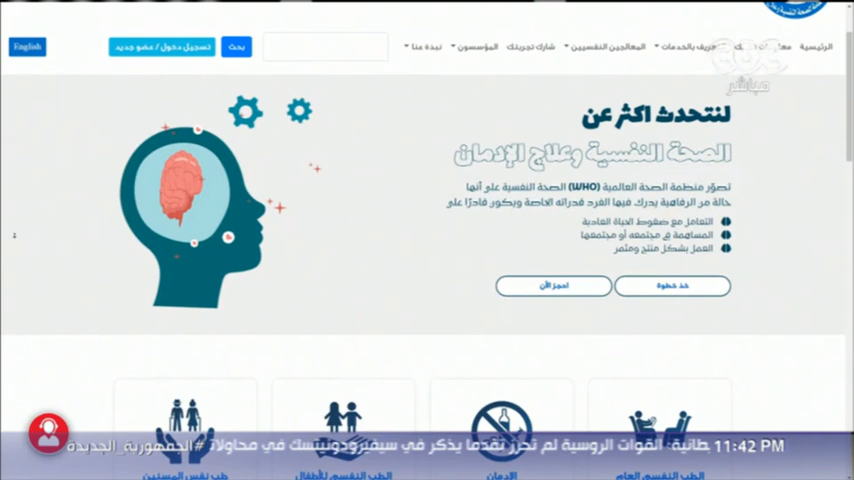 الرئيسية
المعالجين النفسيين
شارك تجربتك
المؤسسون
نبذة عنا
بحث
تسجيل دخول / عضو جديد
English
مباشر
لنتحدث اكثر عن
الصحة النفسية وعلاج الإدمان
تصوّر منظمة الصحة العالمية (WHO) الصحة النفسية على أنها
حالة من الرفاهية يدرك فيها الفرد قدراته الخاصة ويكون قادرًا على
التعامل مع ضغوط الحياة العادية
المساهمة في مجتمعه أو مجتمعها
العمل بشكل منتج ومثمر
خذ خطوة
احجز الآن
11:42 PM
القوات الروسية لم تحرز تقدما يذكر في سيفيرودونيتسك في محاولات
#الجمهورية_الجديدة
الطب النفسي العام
الإدمان
الطب النفسي للأطفال
طب نفس المسنين